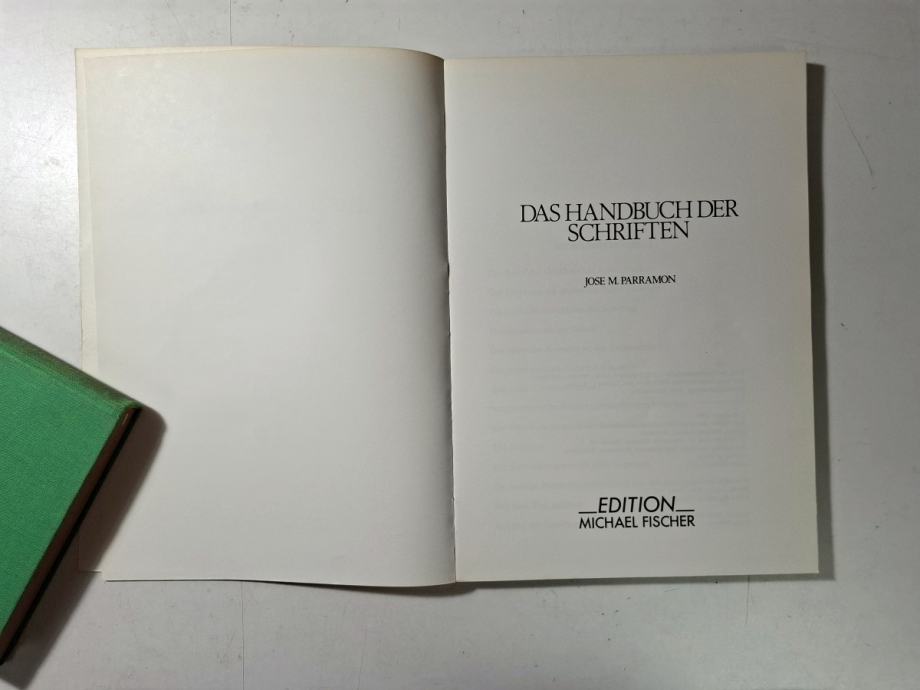 DAS HANDBUCH DER
SCHRIFTEN
JOSE M. PARRAMON
EDITION
MICHAEL FISCHER